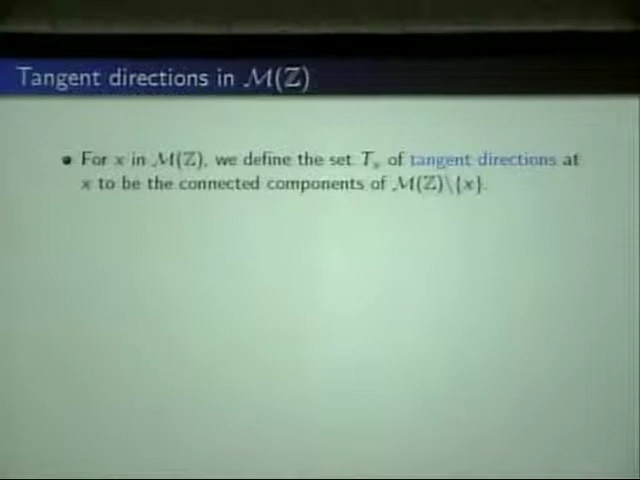 Tangent directions in ℳ(ℤ)
• For x in ℳ(ℤ), we define the set Tₓ of tangent directions at
x to be the connected components of ℳ(ℤ)\{x}.